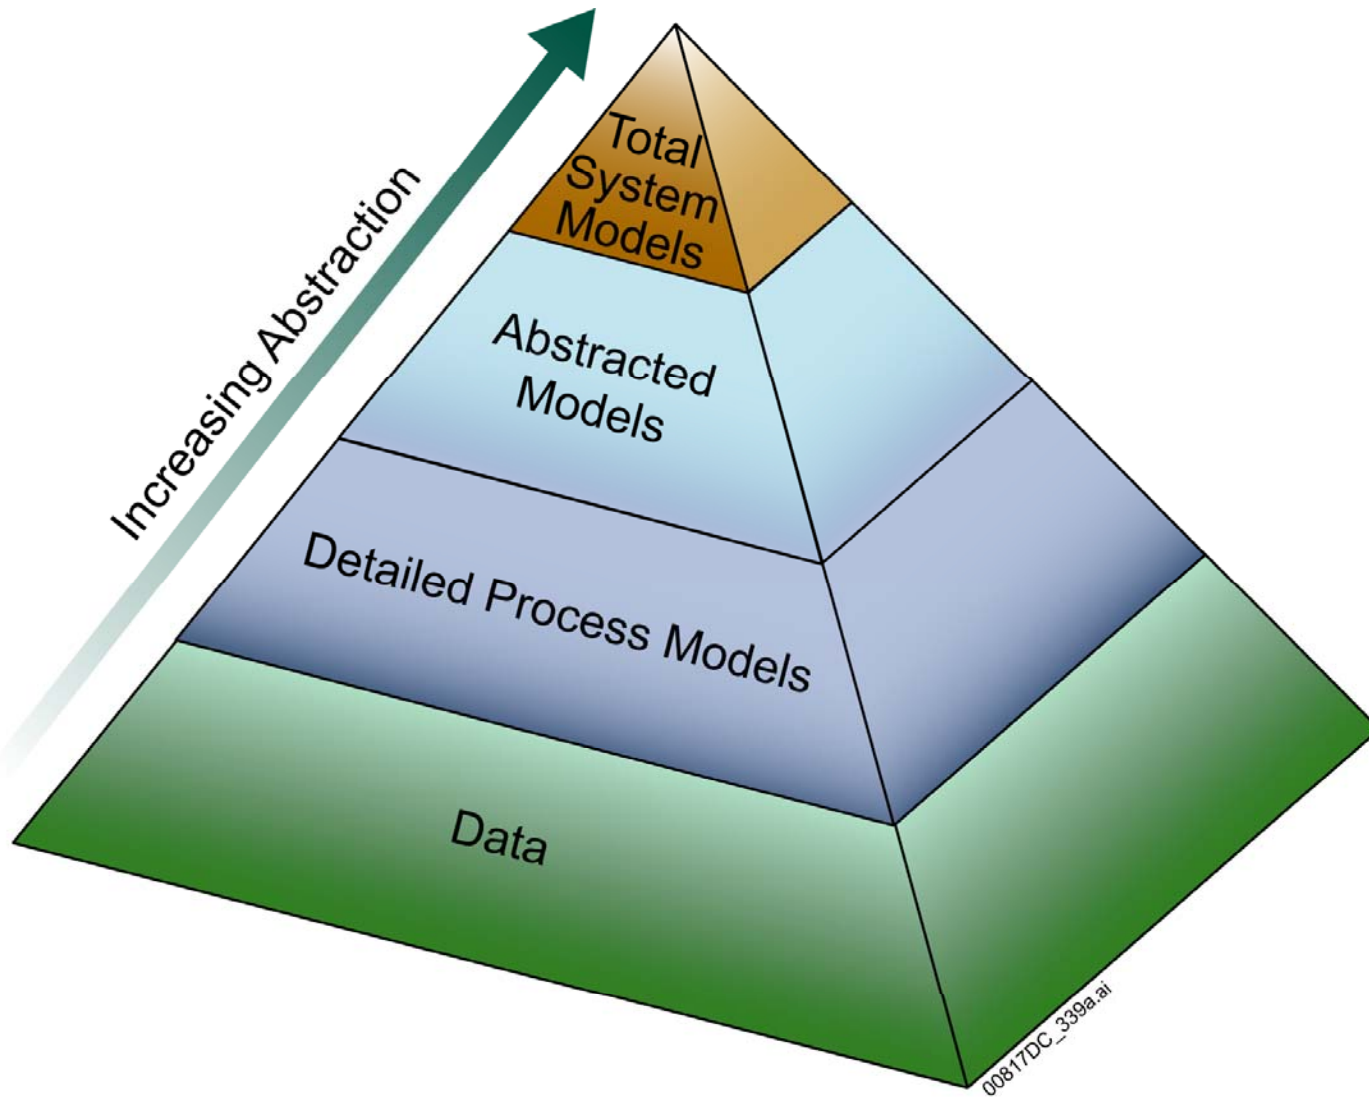 Increasing Abstraction
Total
System
Models
Abstracted
Models
Detailed Process Models
Data
00817DC_339a.ai